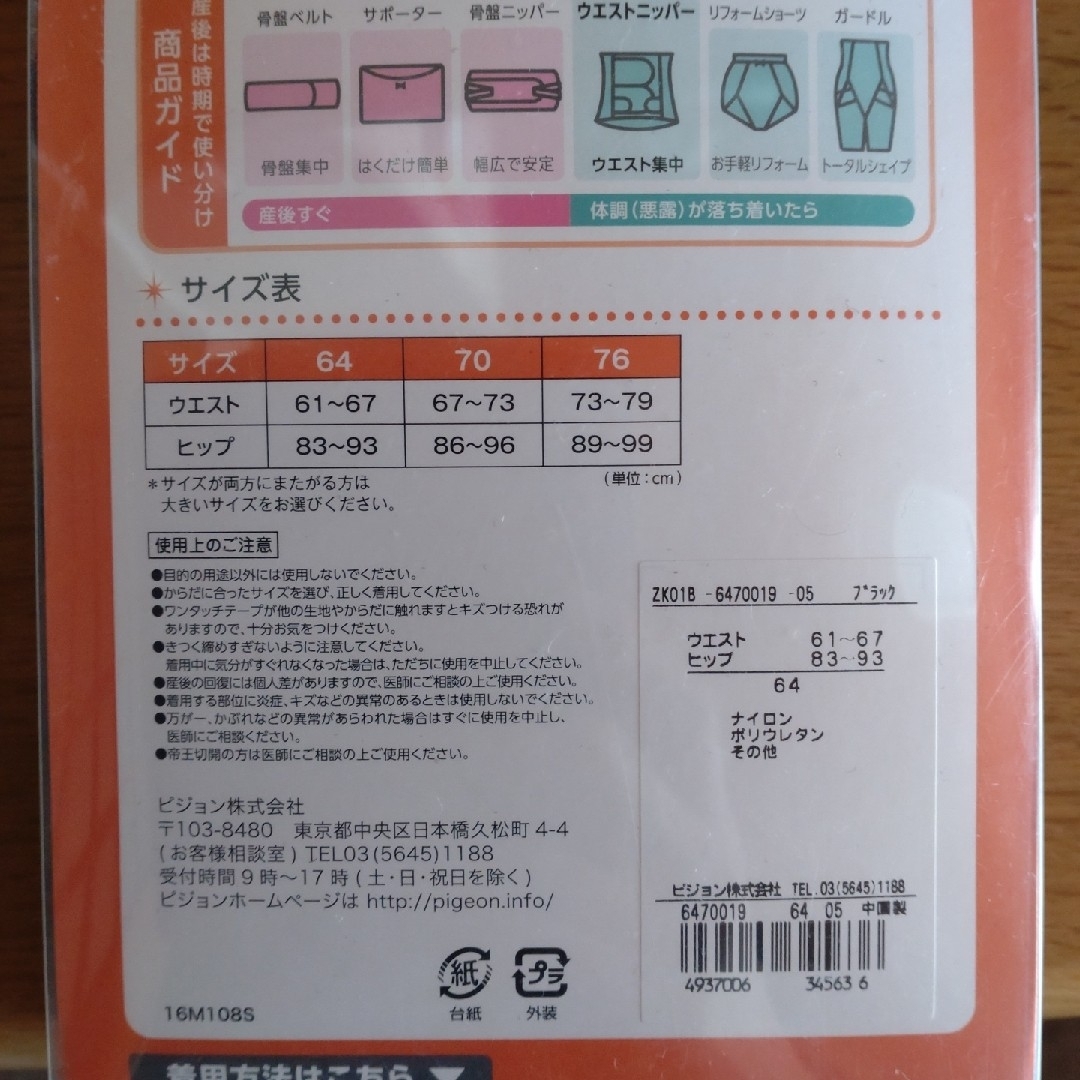 産後は時期で使い分け
商品ガイド
骨盤ベルト サポーター 骨盤ニッパー ウエストニッパー リフォームショーツ ガードル
骨盤集中 はくだけ簡単 幅広で安定 ウエスト集中 お手軽リフォーム トータルシェイプ
産後すぐ 体調(悪露)が落ち着いたら
サイズ表
サイズ 64 70 76
ウエスト 61〜67 67〜73 73〜79
ヒップ 83〜93 86〜96 89〜99
(単位:cm)
*サイズが両方にまたがる方は
大きいサイズをお選びください。
使用上のご注意
●目的の用途以外には使用しないでください。
●からだに合ったサイズを選び、正しく着用してください。
●ワンタッチテープが他の生地やからだに触れますとキズつける恐れが
ありますので、十分お気をつけください。
●きつく締めすぎないように注意してください。
着用中に気分がすぐれなくなった場合は、ただちに使用を中止してください。
●産後の回復には個人差がありますので、医師にご相談の上ご使用ください。
●着用する部位に炎症、キズなどの異常のあるときは使用しないでください。
●万が一、かぶれなどの異常があらわれた場合はすぐに使用を中止し、
医師にご相談ください。
●帝王切開の方は医師にご相談の上ご使用ください。
ピジョン株式会社
〒103-8480 東京都中央区日本橋久松町 4-4
(お客様相談室) TEL03(5645)1188
受付時間 9 時〜17 時 (土・日・祝日を除く)
ピジョンホームページは http://pigeon.info/
紙
台紙
プラ
外装
16M108S
ZK01B -6470019 -05 ブラック
ウエスト 61〜67
ヒップ 83〜93
64
ナイロン
ポリウレタン
その他
ピジョン株式会社 TEL.03(5645)1188
6470019 64 05 中国製
4937006 34563 6
着用方法はこちら ▼